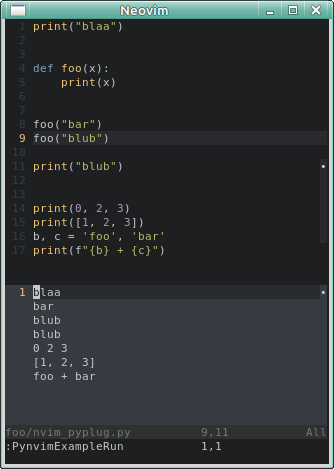 Neovim
1 print("blaa")
2
3
4 def foo(x):
5     print(x)
6
7
8 foo("bar")
9 foo("blub")
10
11 print("blub")
12
13
14 print(0, 2, 3)
15 print([1, 2, 3])
16 b, c = 'foo', 'bar'
17 print(f"{b} + {c}")
1 blaa
bar
blub
blub
0 2 3
[1, 2, 3]
foo + bar
foo/nvim_pyplug.py 9,11 All
:PynvimExampleRun 1,1